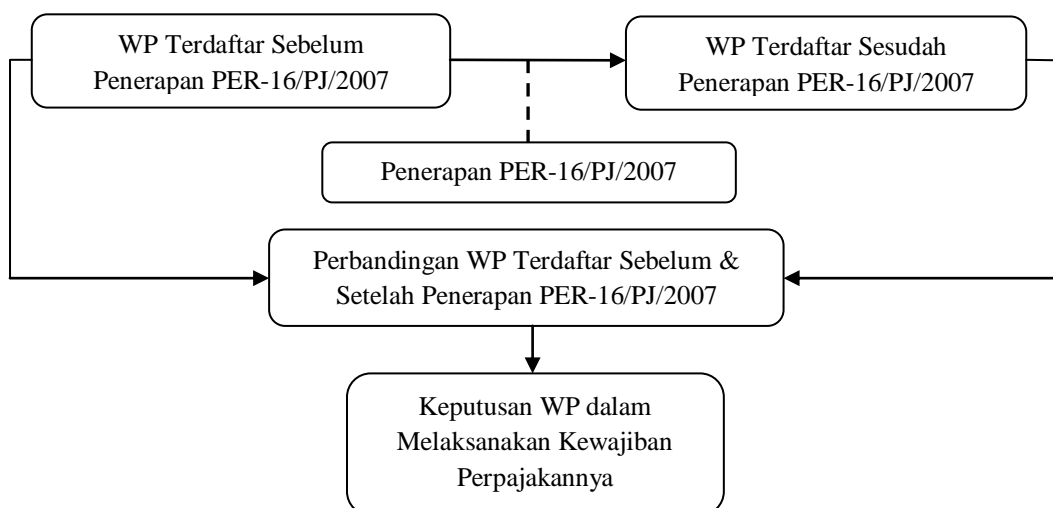 WP Terdaftar Sebelum
Penerapan PER-16/PJ/2007
WP Terdaftar Sesudah
Penerapan PER-16/PJ/2007
Penerapan PER-16/PJ/2007
Perbandingan WP Terdaftar Sebelum &
Setelah Penerapan PER-16/PJ/2007
Keputusan WP dalam
Melaksanakan Kewajiban
Perpajakannya